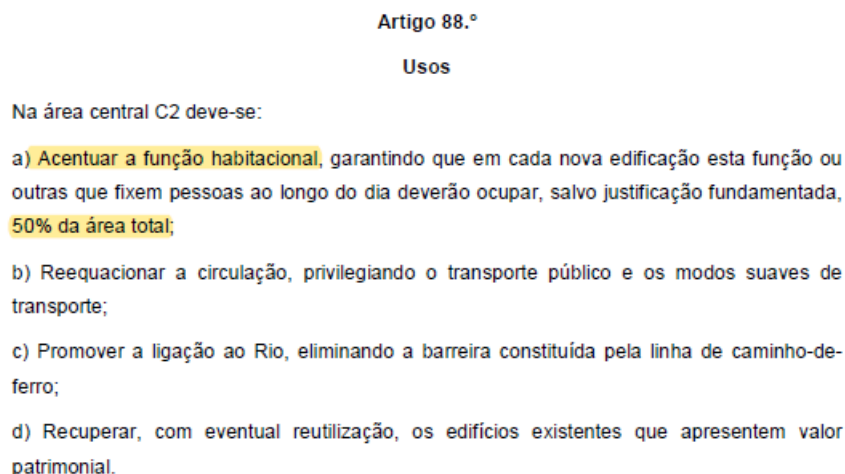 Artigo 88.º
Usos
Na área central C2 deve-se:
a) Acentuar a função habitacional, garantindo que em cada nova edificação esta função ou
outras que fixem pessoas ao longo do dia deverão ocupar, salvo justificação fundamentada,
50% da área total;
b) Reequacionar a circulação, privilegiando o transporte público e os modos suaves de
transporte;
c) Promover a ligação ao Rio, eliminando a barreira constituída pela linha de caminho-de-
ferro;
d) Recuperar, com eventual reutilização, os edifícios existentes que apresentem valor
patrimonial.